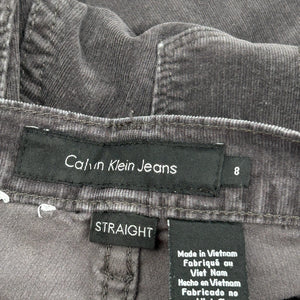 Calvin Klein Jeans
8
STRAIGHT
Made in Vietnam
Fabriqué au
Viet Nam
Hecho en Vietnam
Fabricado no